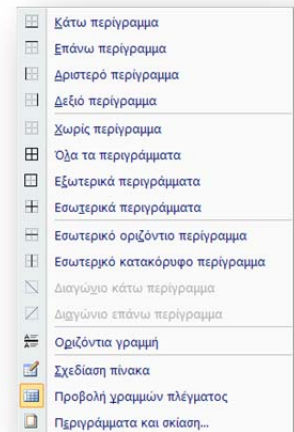 Κάτω περίγραμμα
Επάνω περίγραμμα
Αριστερό περίγραμμα
Δεξιό περίγραμμα
Χωρίς περίγραμμα
Όλα τα περιγράμματα
Εξωτερικά περιγράμματα
Εσωτερικά περιγράμματα
Εσωτερικό οριζόντιο περίγραμμα
Εσωτερικό κατακόρυφο περίγραμμα
Διαγώνιο κάτω περίγραμμα
Διαγώνιο επάνω περίγραμμα
Οριζόντια γραμμή
Σχεδίαση πίνακα
Προβολή γραμμών πλέγματος
Περιγράμματα και σκίαση...